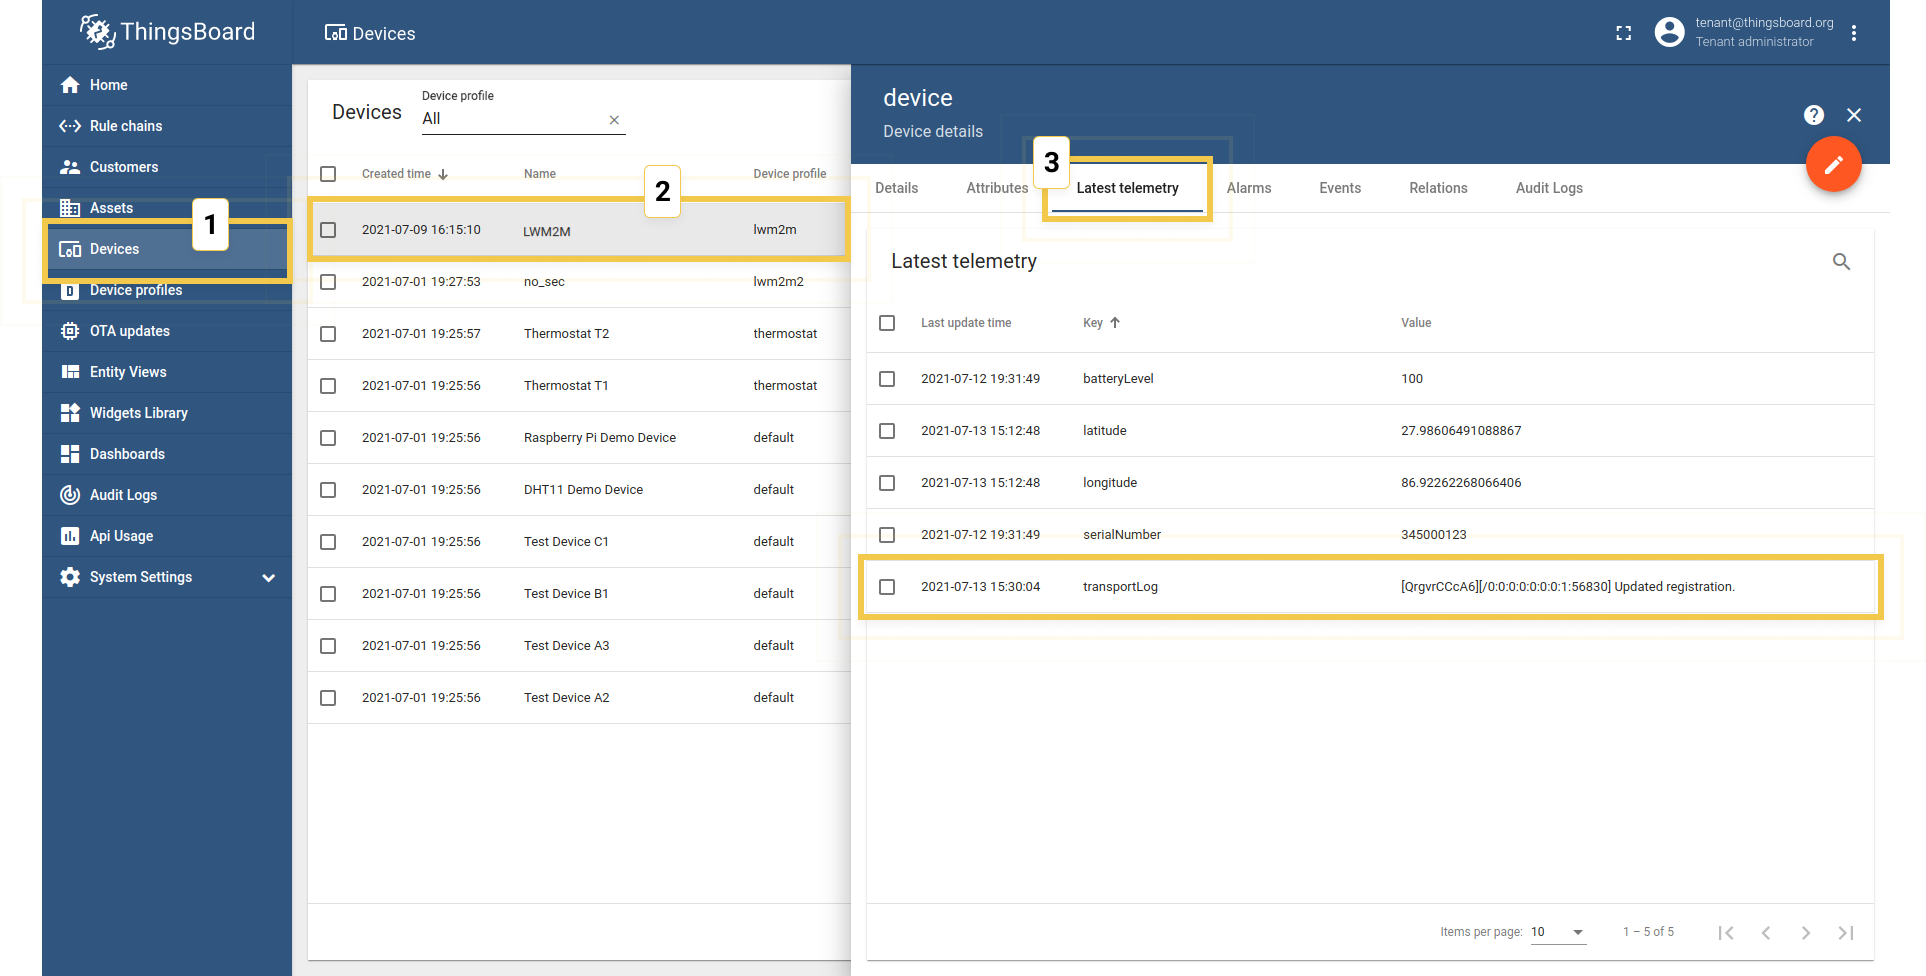 ThingsBoard
Devices
tenant@thingsboard.org
Tenant administrator
Home
Rule chains
Customers
Assets
1
Devices
Device profiles
OTA updates
Entity Views
Widgets Library
Dashboards
Audit Logs
Api Usage
System Settings
Devices
Device profile
All
Created time Name Device profile
2
2021-07-09 16:15:10 LWM2M lwm2m
2021-07-01 19:27:53 no_sec lwm2m2
2021-07-01 19:25:57 Thermostat T2 thermostat
2021-07-01 19:25:56 Thermostat T1 thermostat
2021-07-01 19:25:56 Raspberry Pi Demo Device default
2021-07-01 19:25:56 DHT11 Demo Device default
2021-07-01 19:25:56 Test Device C1 default
2021-07-01 19:25:56 Test Device B1 default
2021-07-01 19:25:56 Test Device A3 default
2021-07-01 19:25:56 Test Device A2 default
device
Device details
3
Details Attributes Latest telemetry Alarms Events Relations Audit Logs
Latest telemetry
Last update time Key Value
2021-07-12 19:31:49 batteryLevel 100
2021-07-13 15:12:48 latitude 27.98606491088867
2021-07-13 15:12:48 longitude 86.92262268066406
2021-07-12 19:31:49 serialNumber 345000123
2021-07-13 15:30:04 transportLog [QrgvrCCcA6][/0:0:0:0:0:0:0:1:56830] Updated registration.
Items per page: 10 1 – 5 of 5